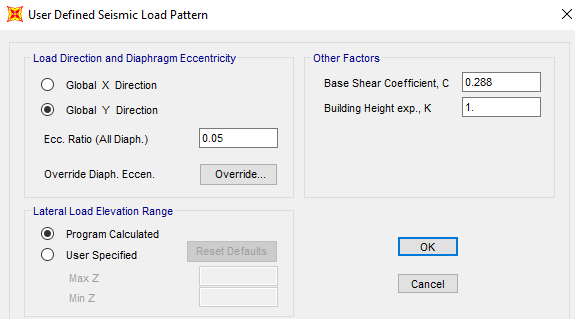 User Defined Seismic Load Pattern
Load Direction and Diaphragm Eccentricity
Global X Direction
Global Y Direction
Ecc. Ratio (All Diaph.) 0.05
Override Diaph. Eccen. Override...
Other Factors
Base Shear Coefficient, C 0.288
Building Height exp., K 1.
Lateral Load Elevation Range
Program Calculated
User Specified Reset Defaults
Max Z
Min Z
OK
Cancel